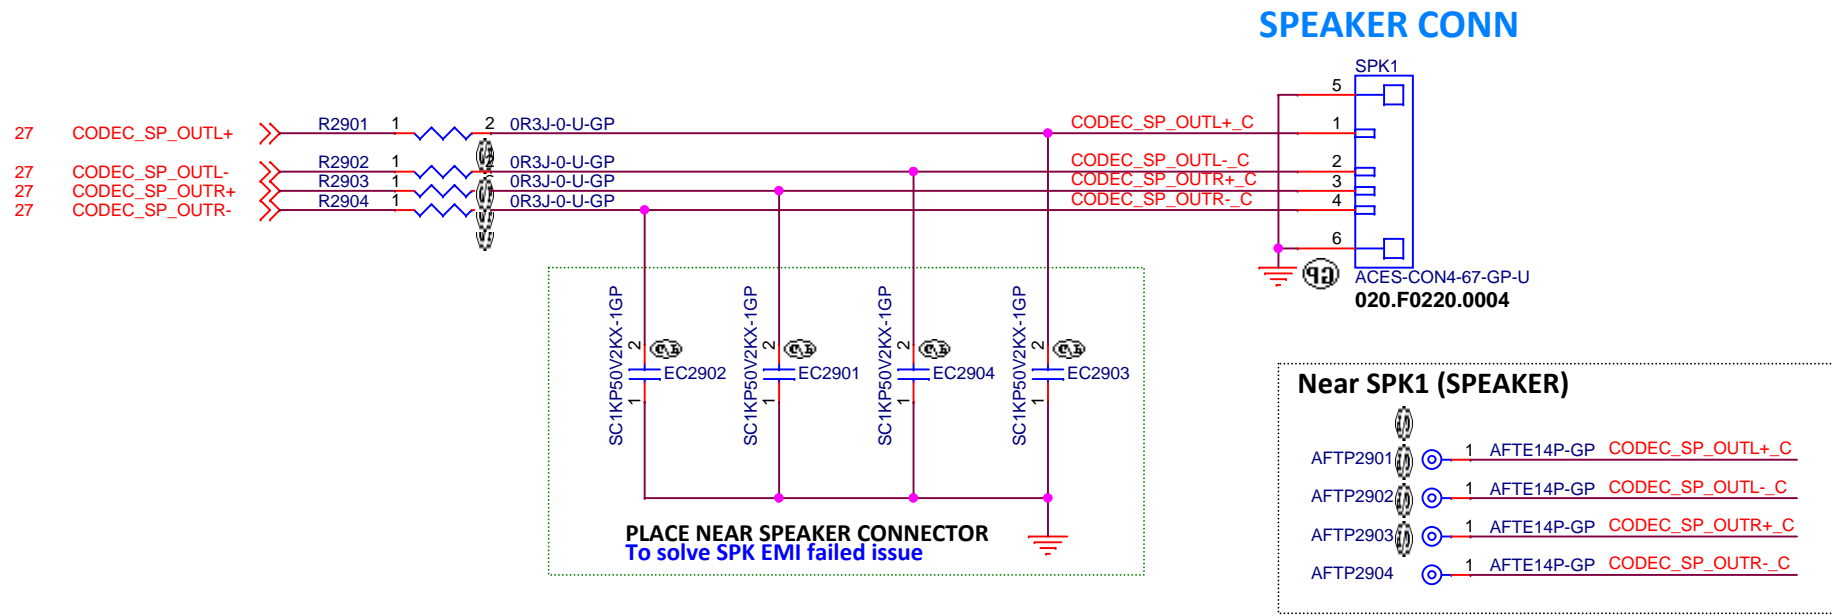 SPEAKER CONN
SPK1
5
27 CODEC_SP_OUTL+ R2901 1 2 0R3J-0-U-GP CODEC_SP_OUTL+_C 1
27 CODEC_SP_OUTL- R2902 1 0R3J-0-U-GP CODEC_SP_OUTL-_C 2
27 CODEC_SP_OUTR+ R2903 1 0R3J-0-U-GP CODEC_SP_OUTR+_C 3
27 CODEC_SP_OUTR- R2904 1 0R3J-0-U-GP CODEC_SP_OUTR-_C 4
6
ACES-CON4-67-GP-U
020.F0220.0004
SC1KP50V2KX-1GP 2 1 EC2902
SC1KP50V2KX-1GP 2 1 EC2901
SC1KP50V2KX-1GP 2 1 EC2904
SC1KP50V2KX-1GP 2 1 EC2903
PLACE NEAR SPEAKER CONNECTOR
To solve SPK EMI failed issue
Near SPK1 (SPEAKER)
AFTP2901 1 AFTE14P-GP CODEC_SP_OUTL+_C
AFTP2902 1 AFTE14P-GP CODEC_SP_OUTL-_C
AFTP2903 1 AFTE14P-GP CODEC_SP_OUTR+_C
AFTP2904 1 AFTE14P-GP CODEC_SP_OUTR-_C